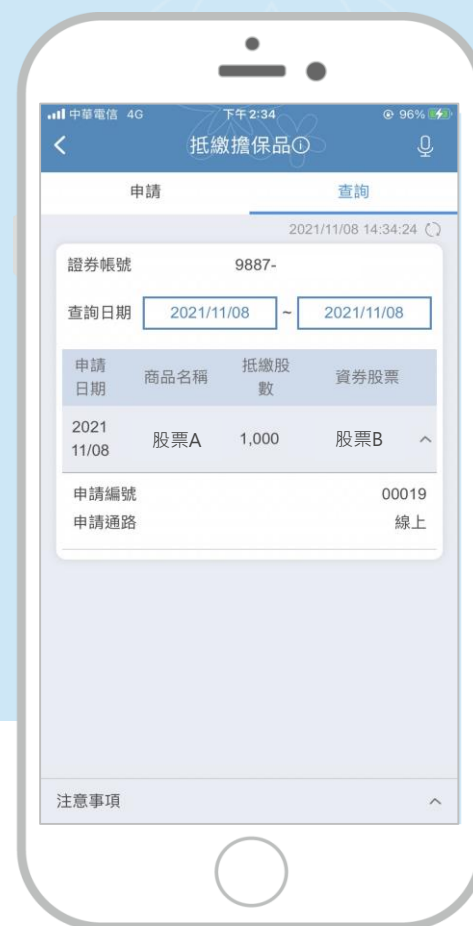 中華電信 4G 下午2:34 96%
抵繳擔保品
申請 查詢
2021/11/08 14:34:24
證券帳號 9887-
查詢日期 2021/11/08 ~ 2021/11/08
申請日期 商品名稱 抵繳股數 資券股票
2021 11/08 股票A 1,000 股票B
申請編號 00019
申請通路 線上
注意事項